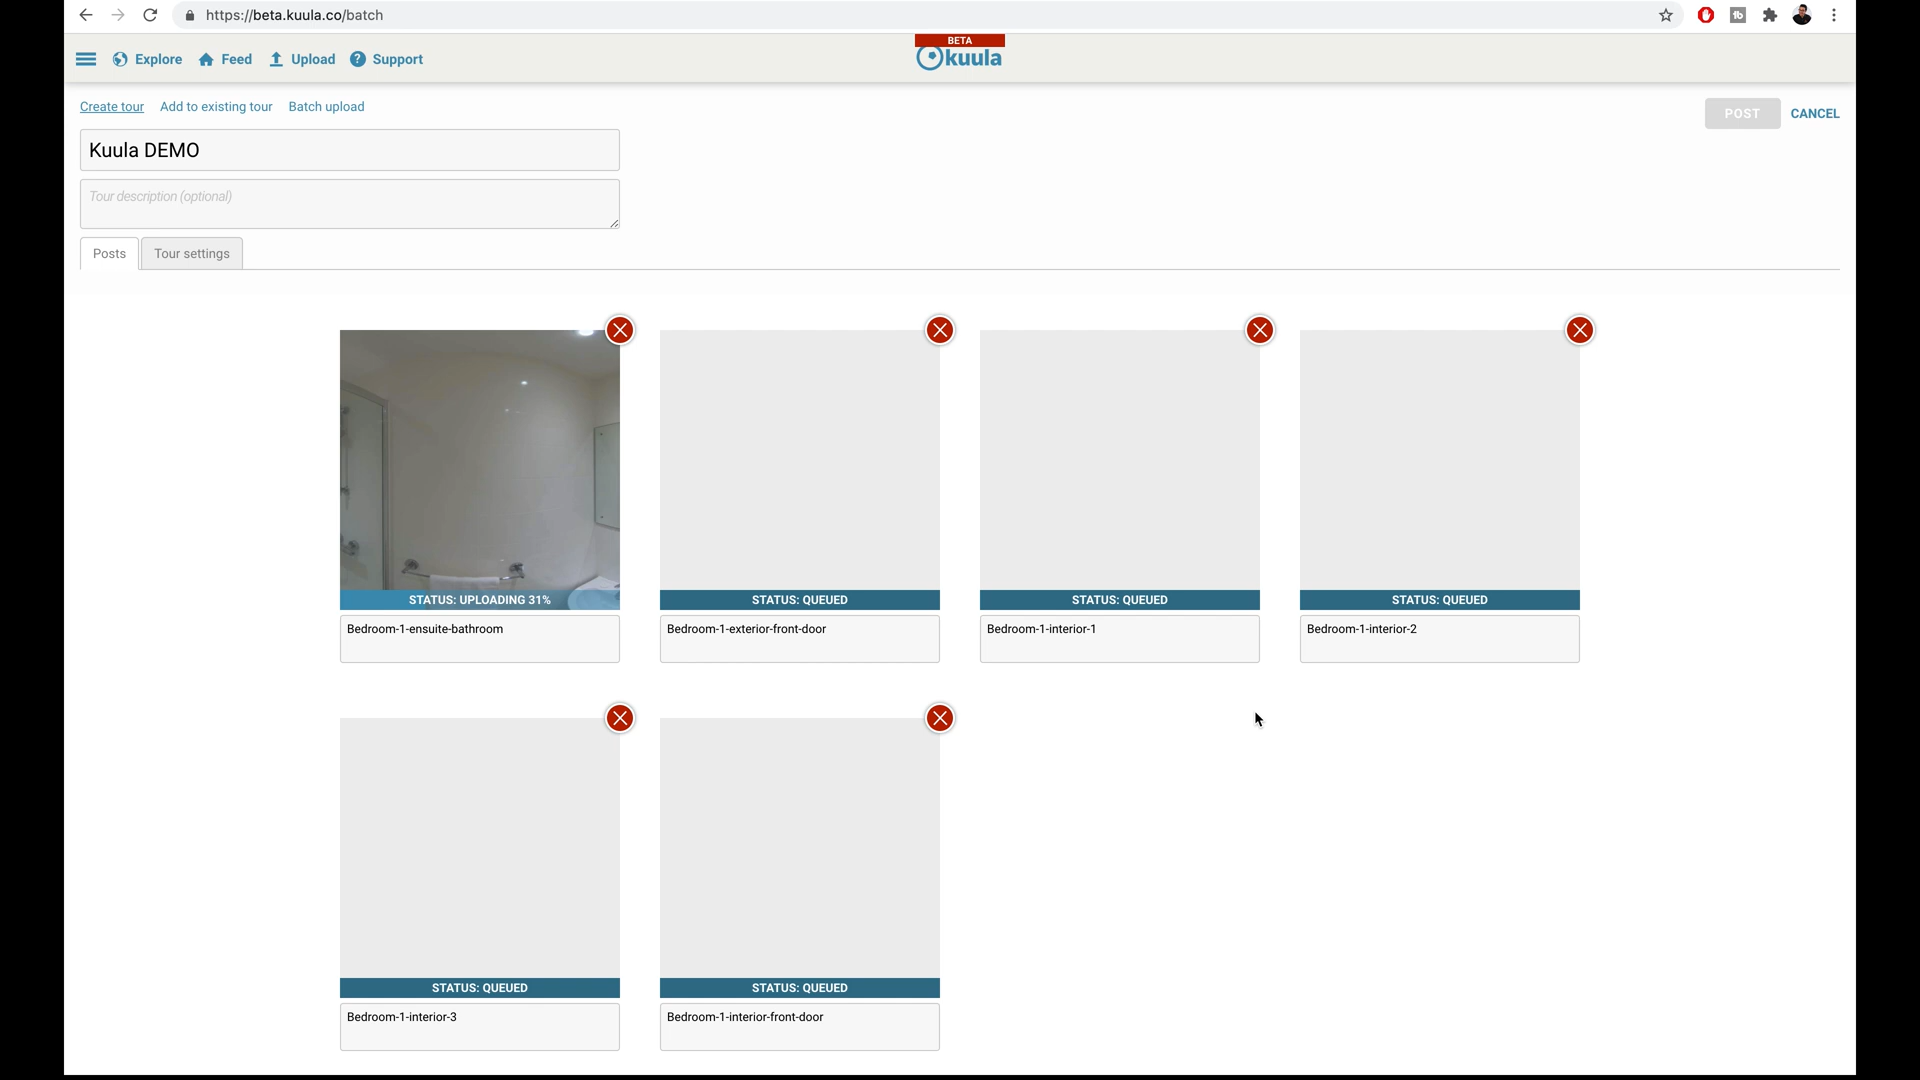 https://beta.kuula.co/batch
Explore
Feed
Upload
Support
BETA
kuula
Create tour
Add to existing tour
Batch upload
POST
CANCEL
Kuula DEMO
Tour description (optional)
Posts
Tour settings
STATUS: UPLOADING 31%
STATUS: QUEUED
STATUS: QUEUED
STATUS: QUEUED
Bedroom-1-ensuite-bathroom
Bedroom-1-exterior-front-door
Bedroom-1-interior-1
Bedroom-1-interior-2
STATUS: QUEUED
STATUS: QUEUED
Bedroom-1-interior-3
Bedroom-1-interior-front-door